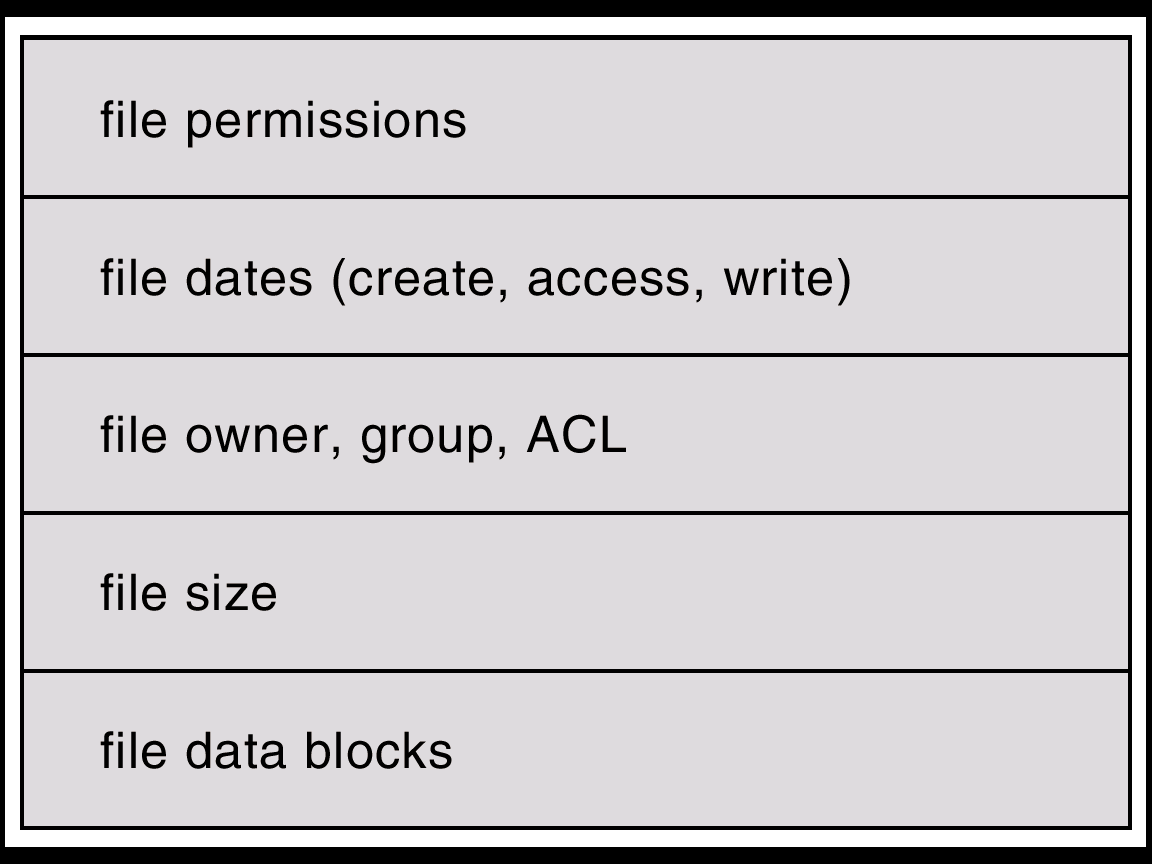 file permissions
file dates (create, access, write)
file owner, group, ACL
file size
file data blocks